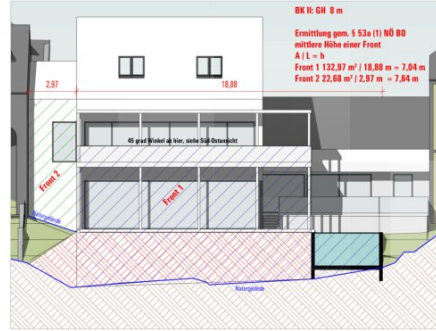 BK II: GH 8 m
Ermittlung gem. § 53a (1) NÖ BO
mittlere Höhe einer Front
A / L = h
Front 1 132,97 m² / 18,88 m = 7,04 m
Front 2 22,68 m² / 2,97 m = 7,64 m
2,97
18,88
45 grad Winkel ab hier, siehe Süd-Ostansicht
Front 2
Front 1
Naturgelände
Naturgelände